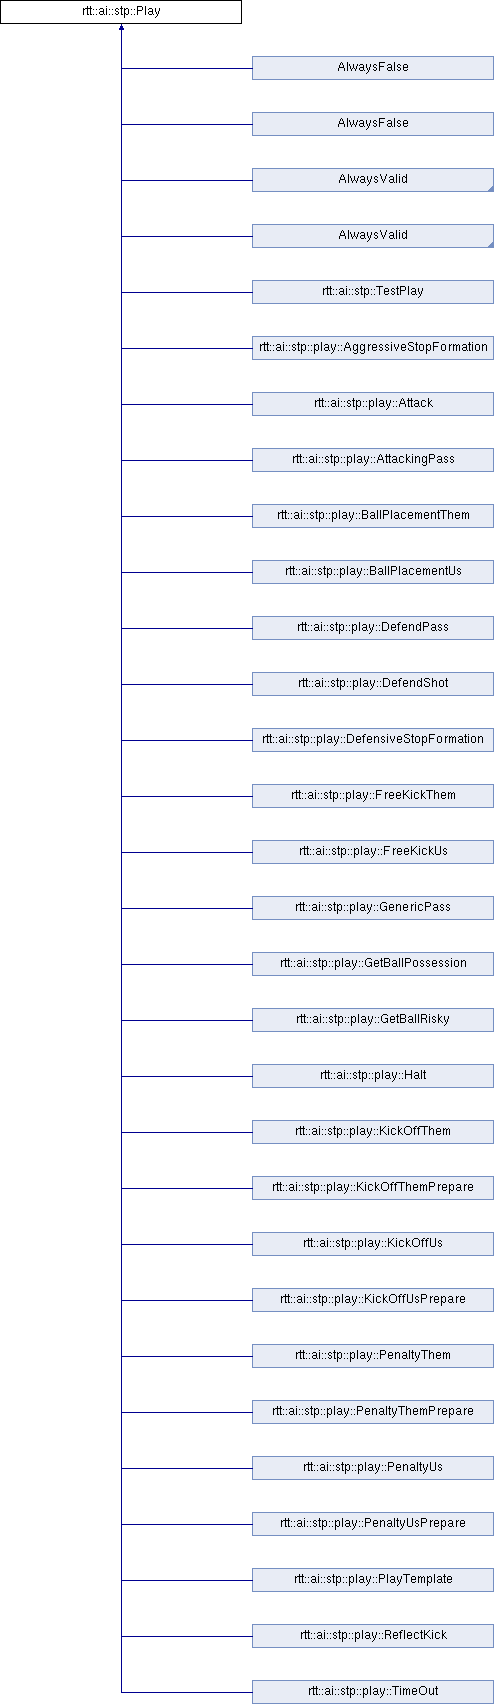 rtt::ai::stp::Play
AlwaysFalse
AlwaysFalse
AlwaysValid
AlwaysValid
rtt::ai::stp::TestPlay
rtt::ai::stp::play::AggressiveStopFormation
rtt::ai::stp::play::Attack
rtt::ai::stp::play::AttackingPass
rtt::ai::stp::play::BallPlacementThem
rtt::ai::stp::play::BallPlacementUs
rtt::ai::stp::play::DefendPass
rtt::ai::stp::play::DefendShot
rtt::ai::stp::play::DefensiveStopFormation
rtt::ai::stp::play::FreeKickThem
rtt::ai::stp::play::FreeKickUs
rtt::ai::stp::play::GenericPass
rtt::ai::stp::play::GetBallPossession
rtt::ai::stp::play::GetBallRisky
rtt::ai::stp::play::Halt
rtt::ai::stp::play::KickOffThem
rtt::ai::stp::play::KickOffThemPrepare
rtt::ai::stp::play::KickOffUs
rtt::ai::stp::play::KickOffUsPrepare
rtt::ai::stp::play::PenaltyThem
rtt::ai::stp::play::PenaltyThemPrepare
rtt::ai::stp::play::PenaltyUs
rtt::ai::stp::play::PenaltyUsPrepare
rtt::ai::stp::play::PlayTemplate
rtt::ai::stp::play::ReflectKick
rtt::ai::stp::play::TimeOut